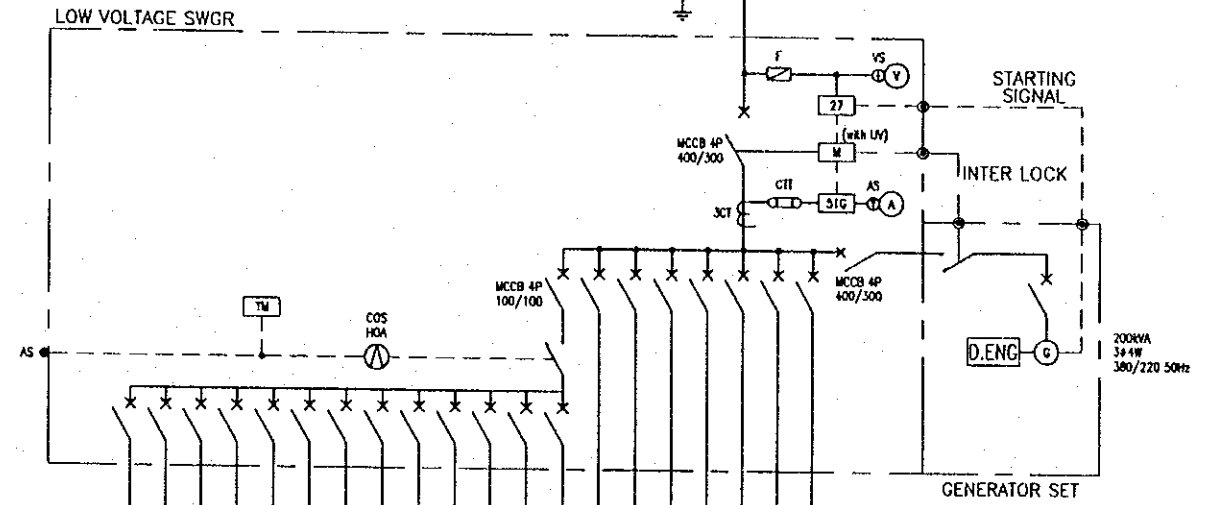 LOW VOLTAGE SWGR
F
VS
V
STARTING
SIGNAL
27
(with UV)
MCCB 4P
400/300
M
INTER LOCK
CTT
AS
3CT
51G
A
MCCB 4P
100/100
MCCB 4P
400/300
TM
COS
HOA
AS
D.ENG
G
200kVA
3φ4W
380/220 50Hz
GENERATOR SET